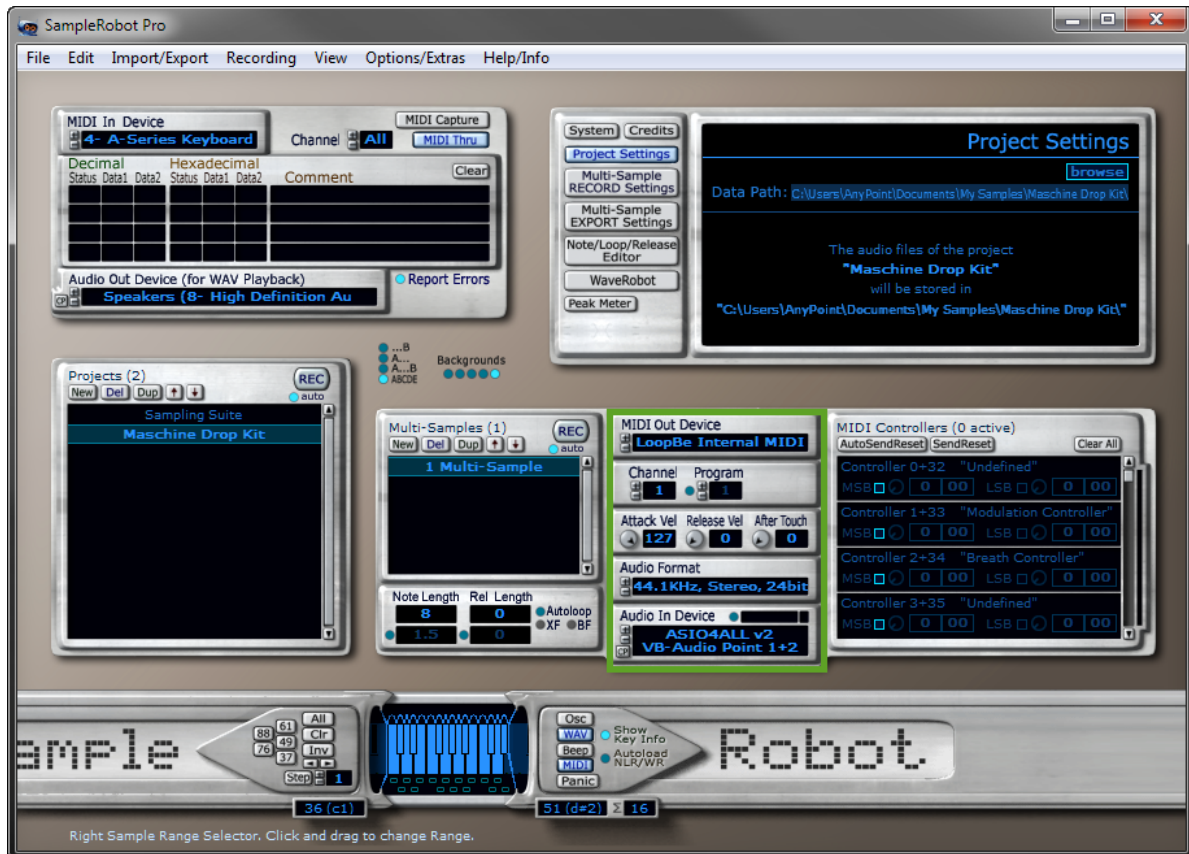 SampleRobot Pro
File Edit Import/Export Recording View Options/Extras Help/Info
MIDI In Device
4- A-Series Keyboard
Channel All
MIDI Capture
MIDI Thru
Decimal Hexadecimal
Status Data1 Data2 Status Data1 Data2 Comment
Clear
Audio Out Device (for WAV Playback)
CP Speakers (8- High Definition Au
Report Errors
System Credits
Project Settings
Multi-Sample
RECORD Settings
Multi-Sample
EXPORT Settings
Note/Loop/Release
Editor
WaveRobot
Peak Meter
Project Settings
browse
Data Path: C:\Users\AnyPoint\Documents\My Samples\Maschine Drop Kit\
The audio files of the project
"Maschine Drop Kit"
will be stored in
"C:\Users\AnyPoint\Documents\My Samples\Maschine Drop Kit\"
...B
A...
A...B
ABCDE
Backgrounds
Projects (2)
New Del Dup
REC
auto
Sampling Suite
Maschine Drop Kit
Multi-Samples (1)
New Del Dup
REC
auto
1 Multi-Sample
Note Length Rel Length
8 0
1.5 0
Autoloop
XF BF
MIDI Out Device
LoopBe Internal MIDI
Channel Program
1 1
Attack Vel Release Vel After Touch
127 0 0
Audio Format
44.1KHz, Stereo, 24bit
Audio In Device
ASIO4ALL v2
CP VB-Audio Point 1+2
MIDI Controllers (0 active)
AutoSendReset SendReset Clear All
Controller 0+32 "Undefined"
MSB 0 00 LSB 0 00
Controller 1+33 "Modulation Controller"
MSB 0 00 LSB 0 00
Controller 2+34 "Breath Controller"
MSB 0 00 LSB 0 00
Controller 3+35 "Undefined"
MSB 0 00 LSB 0 00
ample
88 61 All
76 49 Clr
37 Inv
Step 1
36 (c1)
Osc
WAV
Beep
MIDI
Panic
Show
Key Info
Autoload
NLR/WR
51 (d#2) Σ 16
Robot
Right Sample Range Selector. Click and drag to change Range.